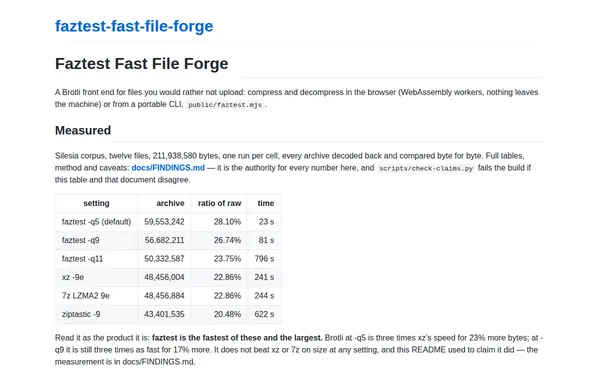 faztest-fast-file-forge
Faztest Fast File Forge
A Brotli front end for files you would rather not upload: compress and decompress in the browser (WebAssembly workers, nothing leaves
the machine) or from a portable CLI, public/faztest.mjs.
Measured
Silesia corpus, twelve files, 211,938,580 bytes, one run per cell, every archive decoded back and compared byte for byte. Full tables,
method and caveats: docs/FINDINGS.md — it is the authority for every number here, and scripts/check-claims.py fails the build if
this table and that document disagree.
setting archive ratio of raw time
faztest -q5 (default) 59,553,242 28.10% 23 s
faztest -q9 56,682,211 26.74% 81 s
faztest -q11 50,332,587 23.75% 796 s
xz -9e 48,456,004 22.86% 241 s
7z LZMA2 9e 48,456,884 22.86% 244 s
ziptastic -9 43,401,535 20.48% 622 s
Read it as the product it is: faztest is the fastest of these and the largest. Brotli at -q5 is three times xz's speed for 23% more bytes; at -
q9 it is still three times as fast for 17% more. It does not beat xz or 7z on size at any setting, and this README used to claim it did — the
measurement is in docs/FINDINGS.md.